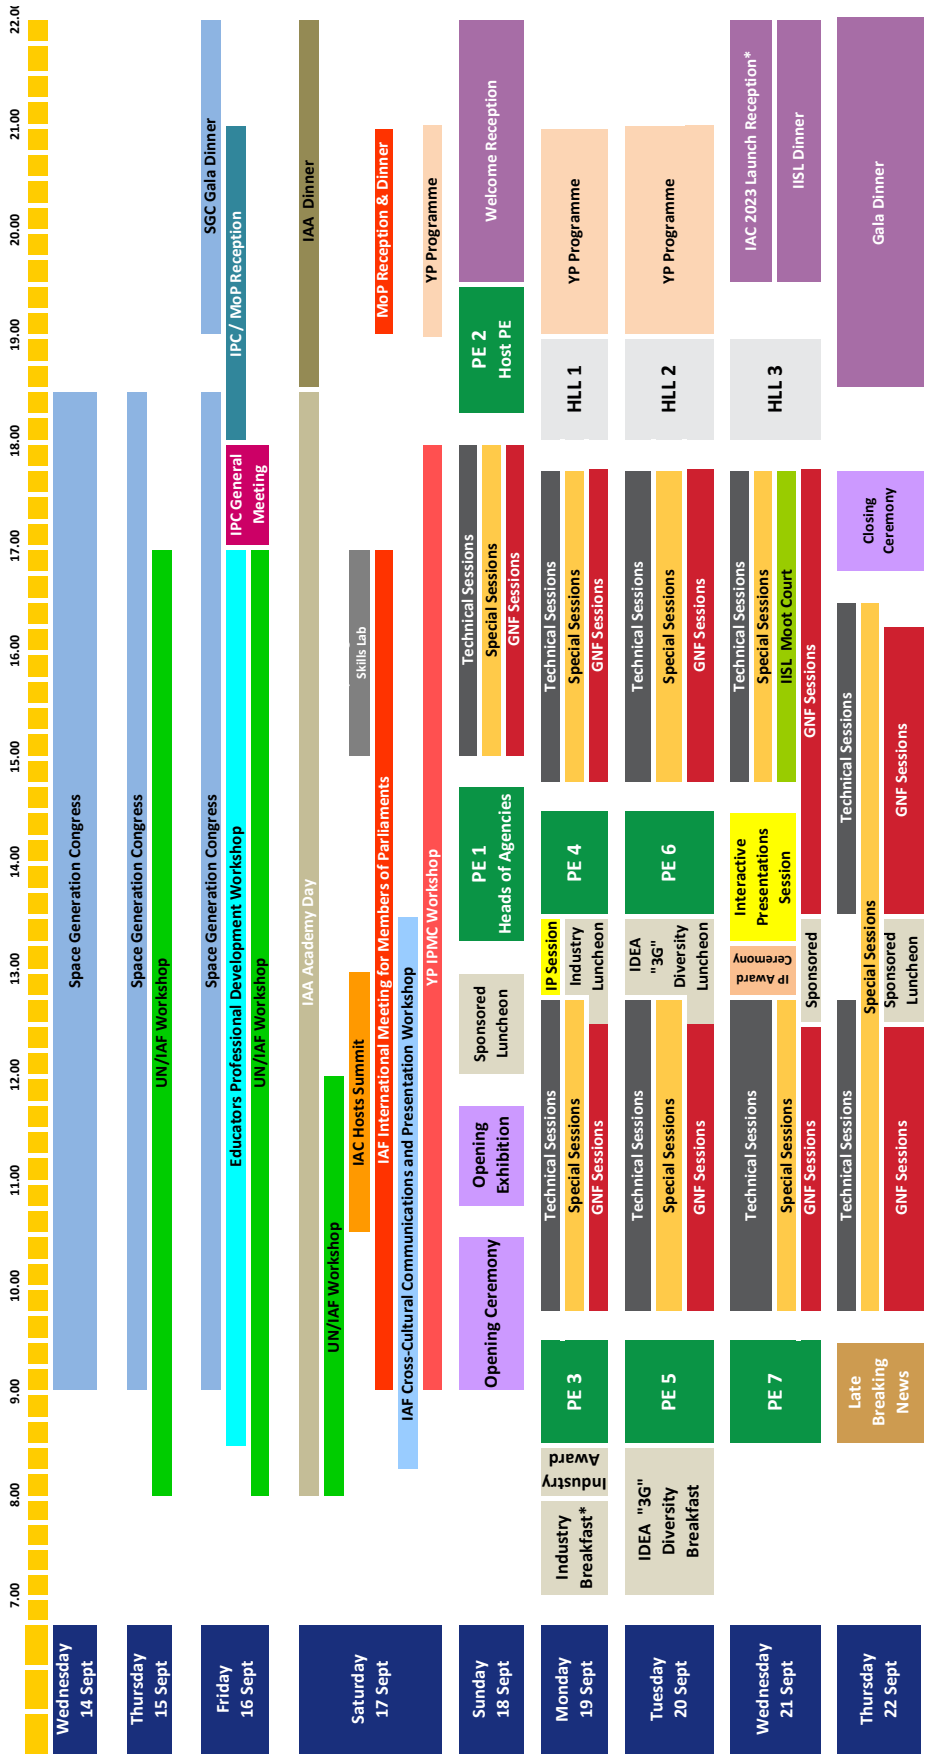 7.00
8.00
9.00
10.00
11.00
12.00
13.00
14.00
15.00
16.00
17.00
18.00
19.00
20.00
21.00
22.00
Wednesday
14 Sept
Space Generation Congress
Thursday
15 Sept
Space Generation Congress
UN/IAF Workshop
Friday
16 Sept
Space Generation Congress
SGC Gala Dinner
Educators Professional Development Workshop
IPC General
Meeting
IPC / MoP Reception
UN/IAF Workshop
Saturday
17 Sept
IAA Academy Day
IAA Dinner
UN/IAF Workshop
IAC Hosts Summit
Skills Lab
IAF International Meeting for Members of Parliaments
MoP Reception & Dinner
IAF Cross-Cultural Communications and Presentation Workshop
YP IPMC Workshop
YP Programme
Sunday
18 Sept
Opening Ceremony
Opening
Exhibition
Sponsored
Luncheon
PE 1
Heads of Agencies
Technical Sessions
Special Sessions
GNF Sessions
PE 2
Host PE
Welcome Reception
Monday
19 Sept
Industry
Breakfast*
Industry
Award
PE 3
Technical Sessions
Special Sessions
GNF Sessions
IP Session
Industry
Luncheon
PE 4
Technical Sessions
Special Sessions
GNF Sessions
HLL 1
YP Programme
Tuesday
20 Sept
IDEA "3G"
Diversity
Breakfast
PE 5
Technical Sessions
Special Sessions
GNF Sessions
IDEA
"3G"
Diversity
Luncheon
PE 6
Technical Sessions
Special Sessions
GNF Sessions
HLL 2
YP Programme
Wednesday
21 Sept
PE 7
Technical Sessions
Special Sessions
GNF Sessions
IP Award
Ceremony
Sponsored
Interactive
Presentations
Session
Technical Sessions
Special Sessions
IISL Moot Court
GNF Sessions
HLL 3
IAC 2023 Launch Reception*
IISL Dinner
Thursday
22 Sept
Late
Breaking
News
Technical Sessions
Special Sessions
GNF Sessions
Sponsored
Luncheon
Technical Sessions
GNF Sessions
Closing
Ceremony
Gala Dinner